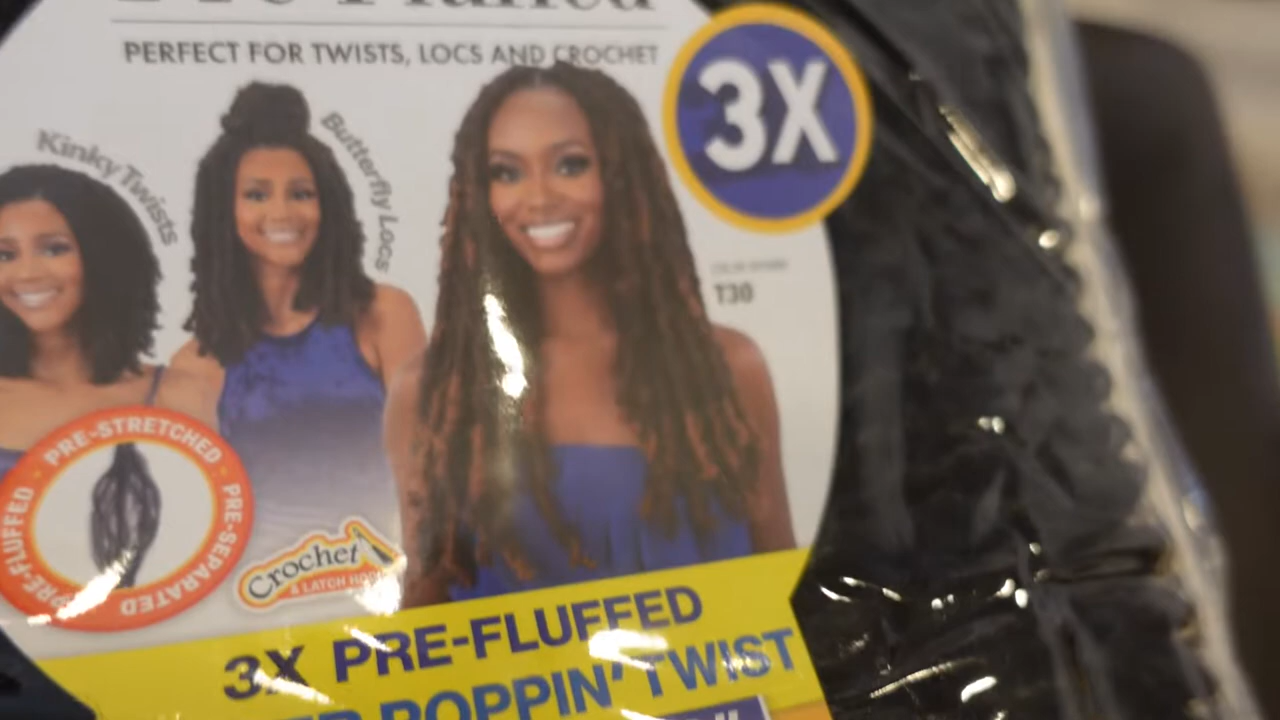 PERFECT FOR TWISTS, LOCS AND CROCHET
3X
Kinky Twists
Butterfly Locs
T30
PRE-STRETCHED
PRE-SEPARATED
PRE-FLUFFED
Crochet
& LATCH HOOK
3X PRE-FLUFFED
POPPIN' TWIST